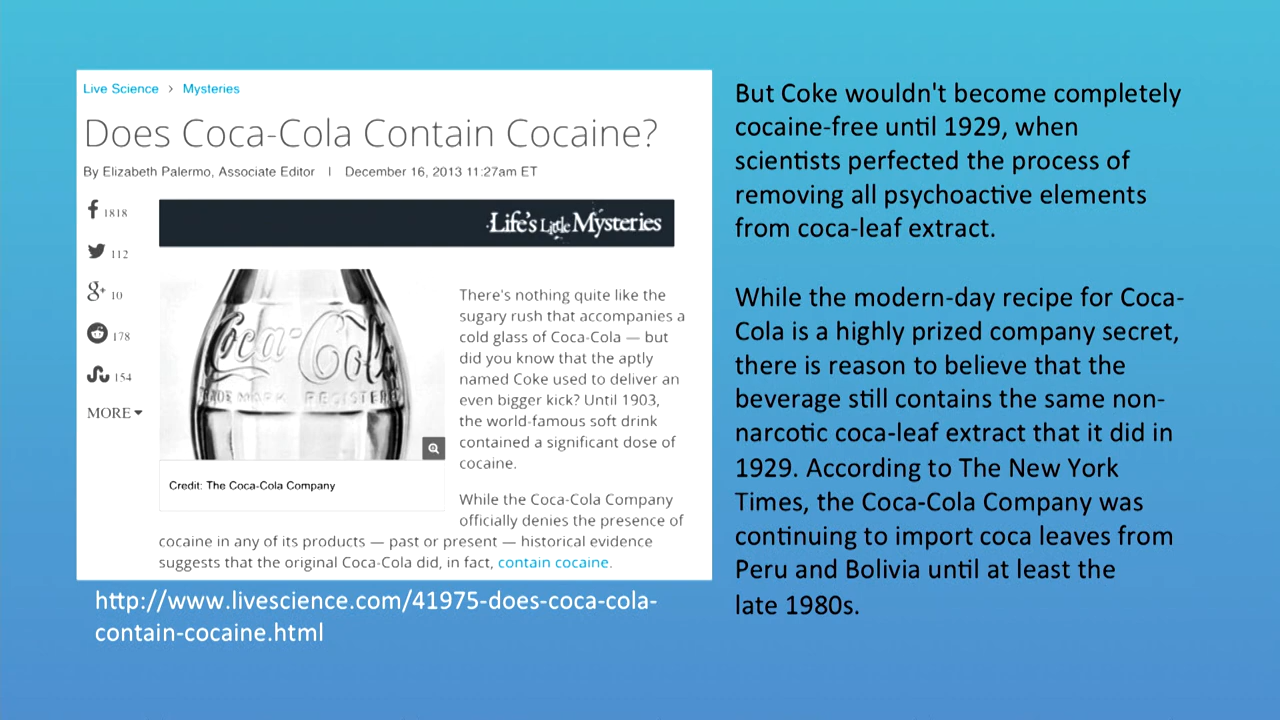 Live Science > Mysteries
Does Coca-Cola Contain Cocaine?
By Elizabeth Palermo, Associate Editor | December 16, 2013 11:27am ET
1818
112
10
178
154
MORE
Life's Little Mysteries
Coca-Cola
TRADE MARK REGISTERED
Credit: The Coca-Cola Company
There's nothing quite like the
sugary rush that accompanies a
cold glass of Coca-Cola — but
did you know that the aptly
named Coke used to deliver an
even bigger kick? Until 1903,
the world-famous soft drink
contained a significant dose of
cocaine.
While the Coca-Cola Company
officially denies the presence of
cocaine in any of its products — past or present — historical evidence
suggests that the original Coca-Cola did, in fact, contain cocaine.
http://www.livescience.com/41975-does-coca-cola-
contain-cocaine.html
But Coke wouldn't become completely
cocaine-free until 1929, when
scientists perfected the process of
removing all psychoactive elements
from coca-leaf extract.
While the modern-day recipe for Coca-
Cola is a highly prized company secret,
there is reason to believe that the
beverage still contains the same non-
narcotic coca-leaf extract that it did in
1929. According to The New York
Times, the Coca-Cola Company was
continuing to import coca leaves from
Peru and Bolivia until at least the
late 1980s.